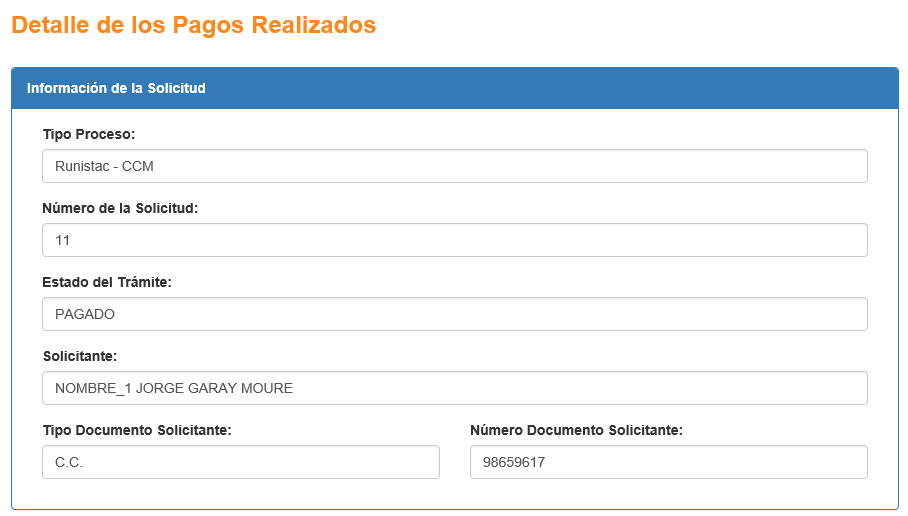 Detalle de los Pagos Realizados
Información de la Solicitud
Tipo Proceso:
Runistac - CCM
Número de la Solicitud:
11
Estado del Trámite:
PAGADO
Solicitante:
NOMBRE_1 JORGE GARAY MOURE
Tipo Documento Solicitante: Número Documento Solicitante:
C.C. 98659617